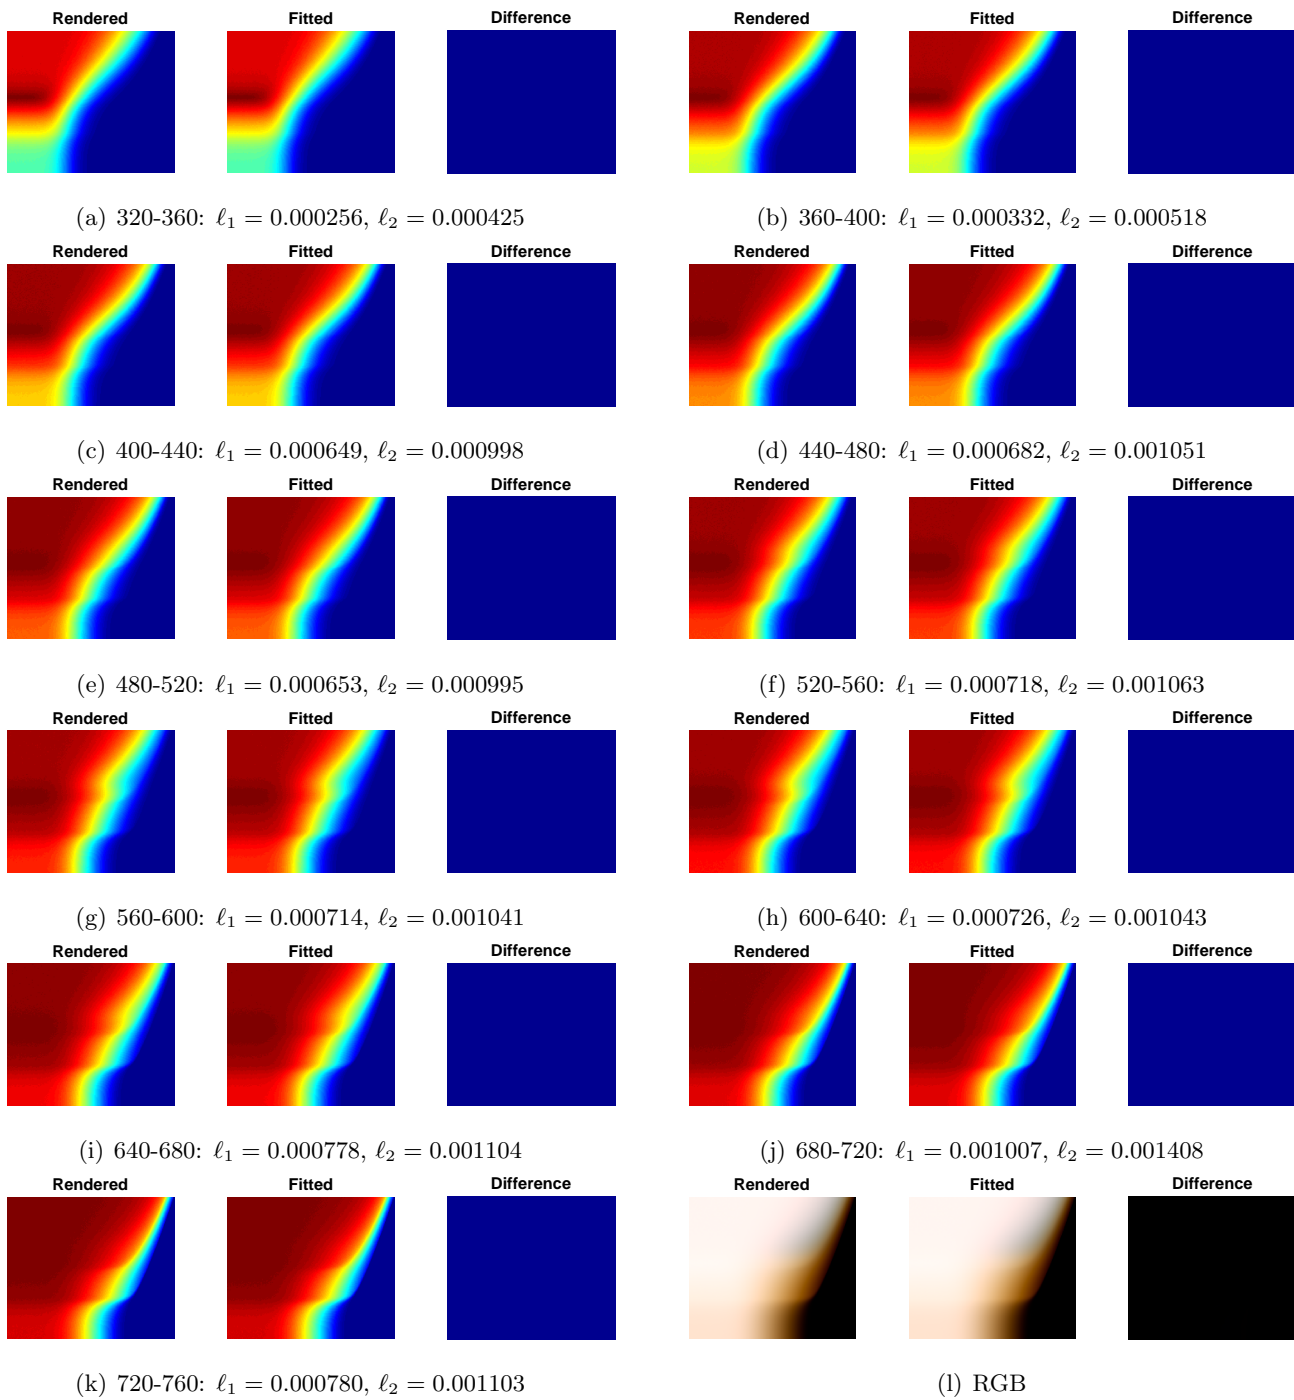 Rendered Fitted Difference Rendered Fitted Difference
(a) 320-360: ℓ1 = 0.000256, ℓ2 = 0.000425 (b) 360-400: ℓ1 = 0.000332, ℓ2 = 0.000518
Rendered Fitted Difference Rendered Fitted Difference
(c) 400-440: ℓ1 = 0.000649, ℓ2 = 0.000998 (d) 440-480: ℓ1 = 0.000682, ℓ2 = 0.001051
Rendered Fitted Difference Rendered Fitted Difference
(e) 480-520: ℓ1 = 0.000653, ℓ2 = 0.000995 (f) 520-560: ℓ1 = 0.000718, ℓ2 = 0.001063
Rendered Fitted Difference Rendered Fitted Difference
(g) 560-600: ℓ1 = 0.000714, ℓ2 = 0.001041 (h) 600-640: ℓ1 = 0.000726, ℓ2 = 0.001043
Rendered Fitted Difference Rendered Fitted Difference
(i) 640-680: ℓ1 = 0.000778, ℓ2 = 0.001104 (j) 680-720: ℓ1 = 0.001007, ℓ2 = 0.001408
Rendered Fitted Difference Rendered Fitted Difference
(k) 720-760: ℓ1 = 0.000780, ℓ2 = 0.001103 (l) RGB